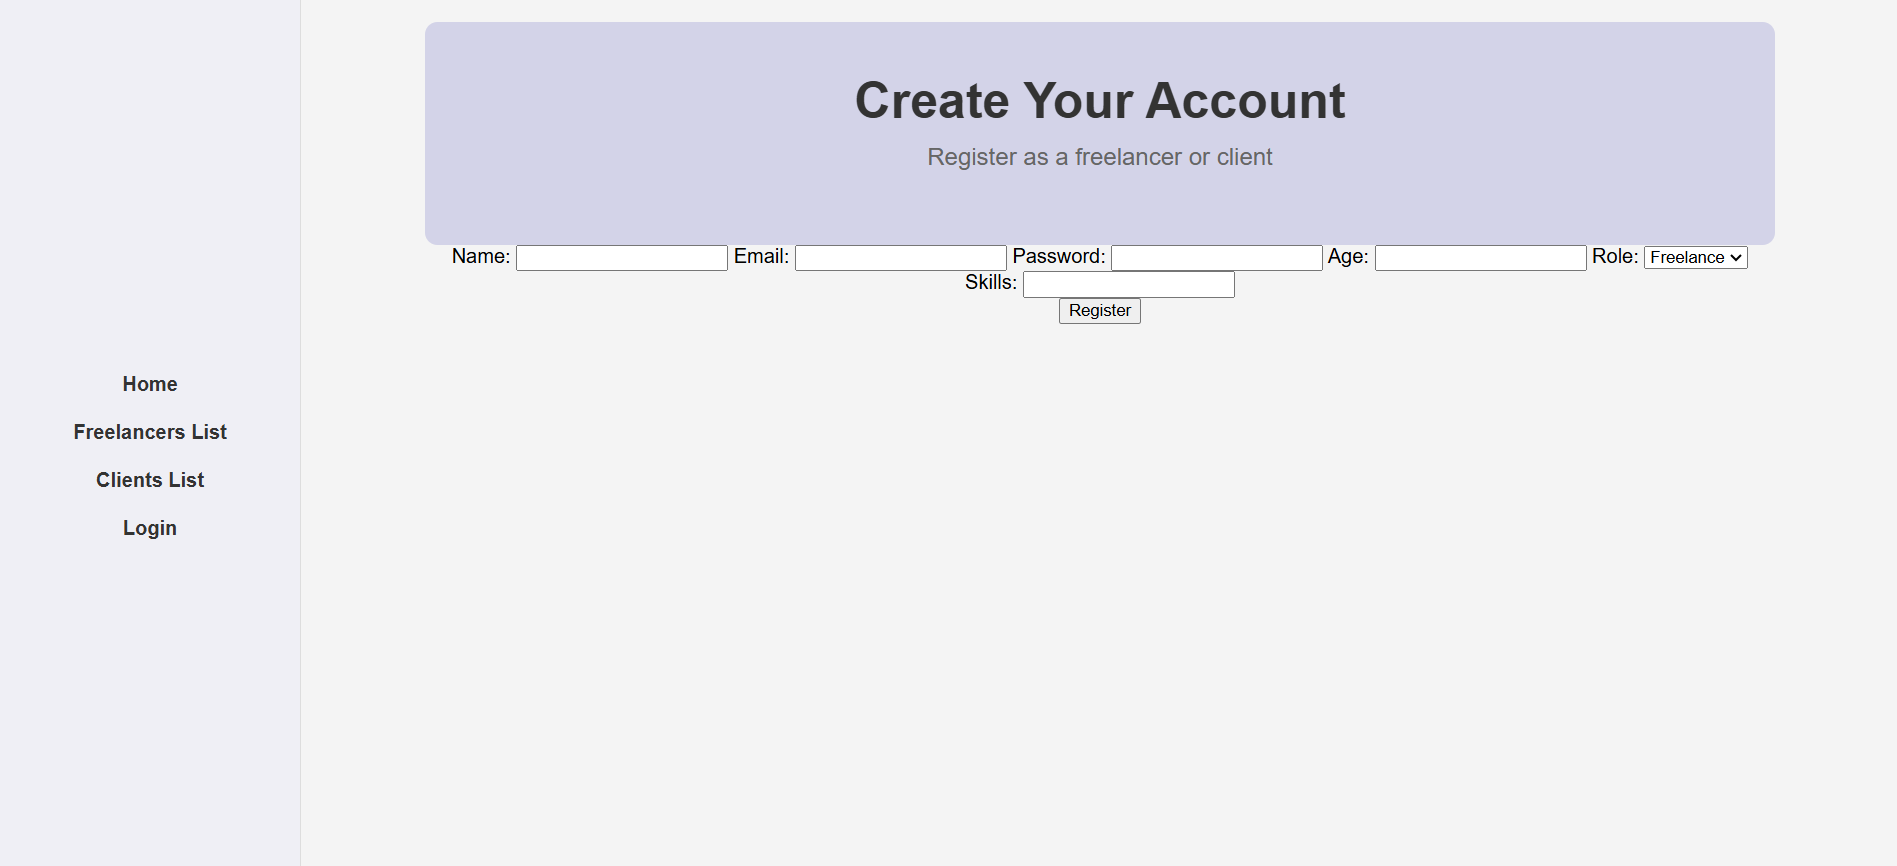 Create Your Account
Register as a freelancer or client
Name: Email: Password: Age: Role: Freelance
Skills:
Register
Home
Freelancers List
Clients List
Login